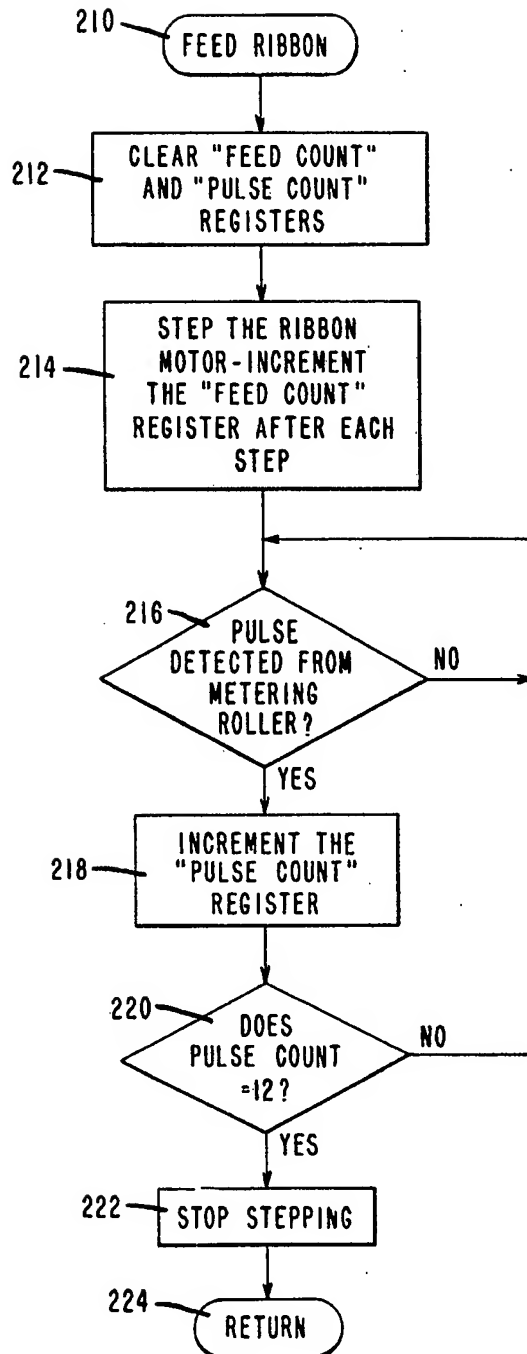 210
FEED RIBBON
212
CLEAR "FEED COUNT"
AND "PULSE COUNT"
REGISTERS
214
STEP THE RIBBON
MOTOR-INCREMENT
THE "FEED COUNT"
REGISTER AFTER EACH
STEP
216
PULSE
DETECTED FROM
METERING
ROLLER?
NO
YES
218
INCREMENT THE
"PULSE COUNT"
REGISTER
220
DOES
PULSE COUNT
=12?
NO
YES
222
STOP STEPPING
224
RETURN